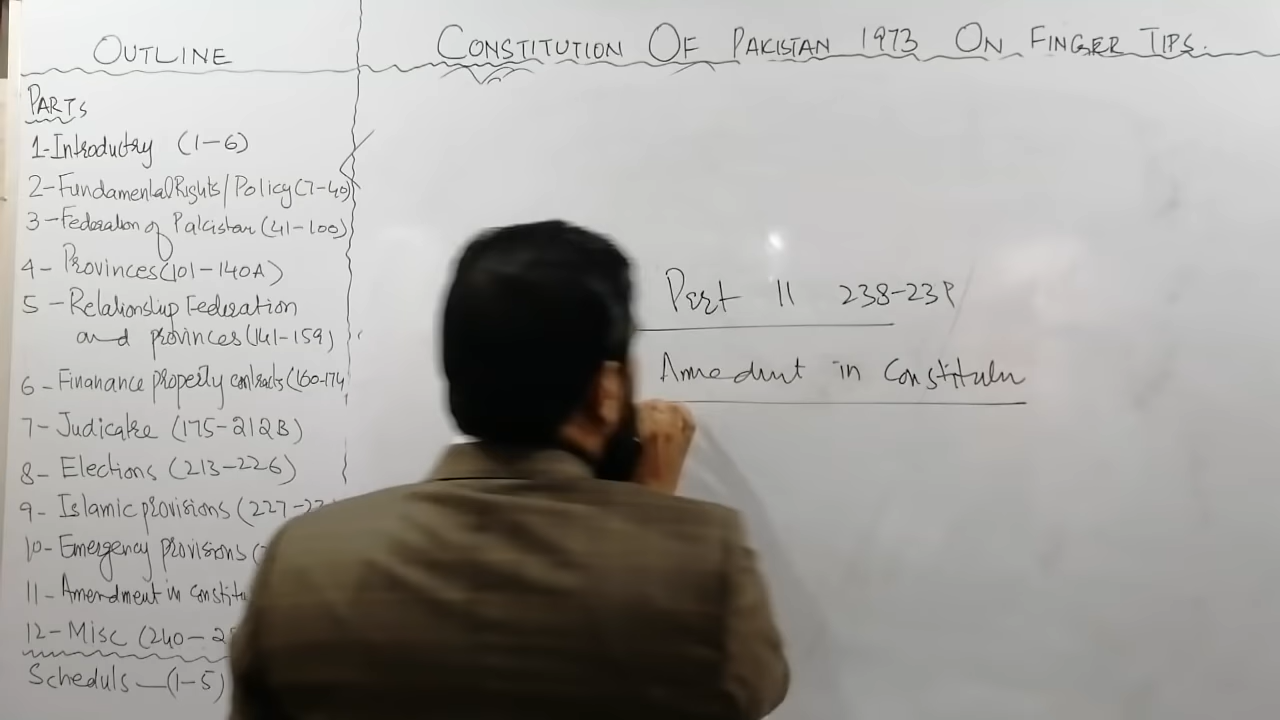 OUTLINE
CONSTITUTION OF PAKISTAN 1973 ON FINGER TIPS.
PARTS
1-Introductry (1-6)
2-Fundamental Rights/Policy (7-40)
3-Federation of Pakistan (41-100)
4- Provinces (101-140A)
5 -Relationship Federation
and provinces (141-159)
6-Finanance property contracts (160-174
7- Judicature (175-212B)
8- Elections (213-226)
9- Islamic provisions (227-23
10- Emergency provisions (
11- Amendment in constitu
12-Misc (240-2
Scheduls -(1-5)
Part 11 238-239
in Constitution